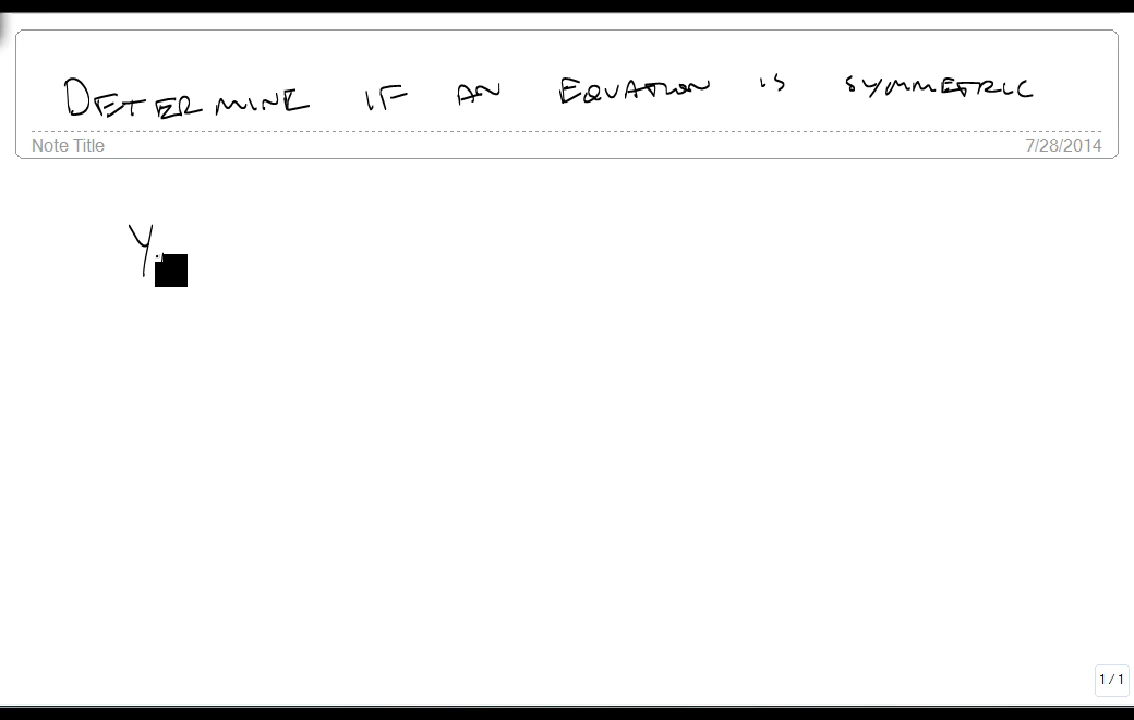 DETERMINE IF AN EQUATION IS SYMMETRIC
Note Title 7/28/2014
Y
1 / 1